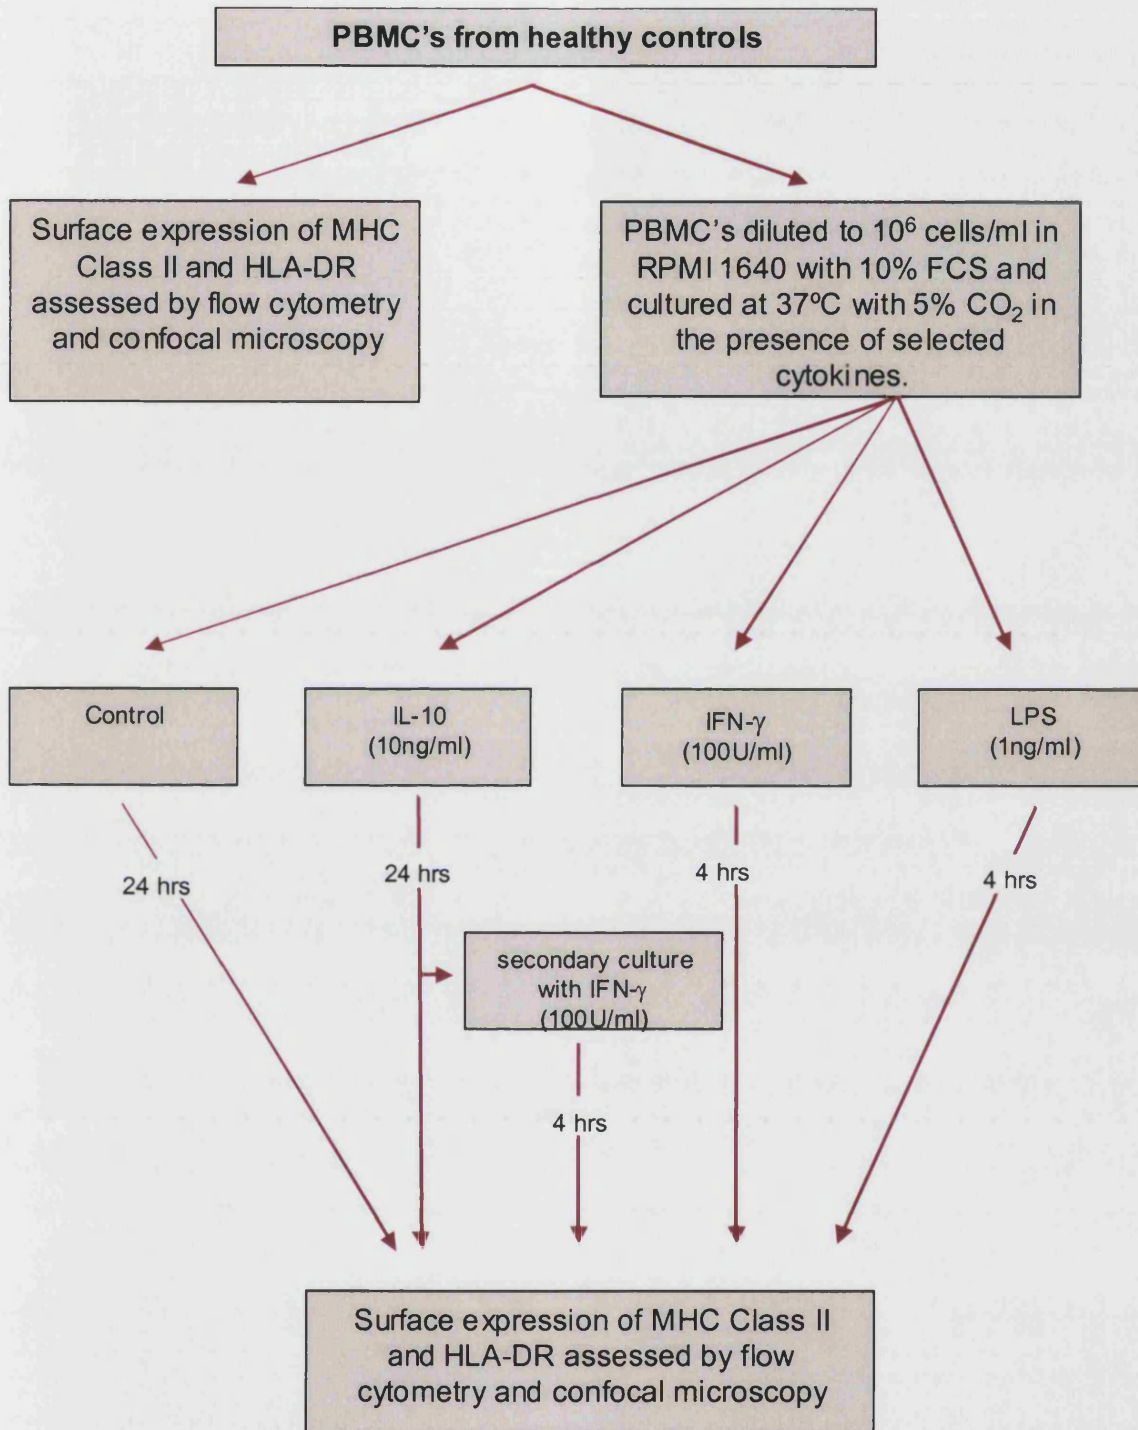 PBMC's from healthy controls
Surface expression of MHC
Class II and HLA-DR
assessed by flow cytometry
and confocal microscopy
PBMC's diluted to 10⁶ cells/ml in
RPMI 1640 with 10% FCS and
cultured at 37ºC with 5% CO₂ in
the presence of selected
cytokines.
Control
IL-10
(10ng/ml)
IFN-γ
(100U/ml)
LPS
(1ng/ml)
24 hrs
24 hrs
4 hrs
4 hrs
secondary culture
with IFN-γ
(100U/ml)
4 hrs
Surface expression of MHC Class II
and HLA-DR assessed by flow
cytometry and confocal microscopy